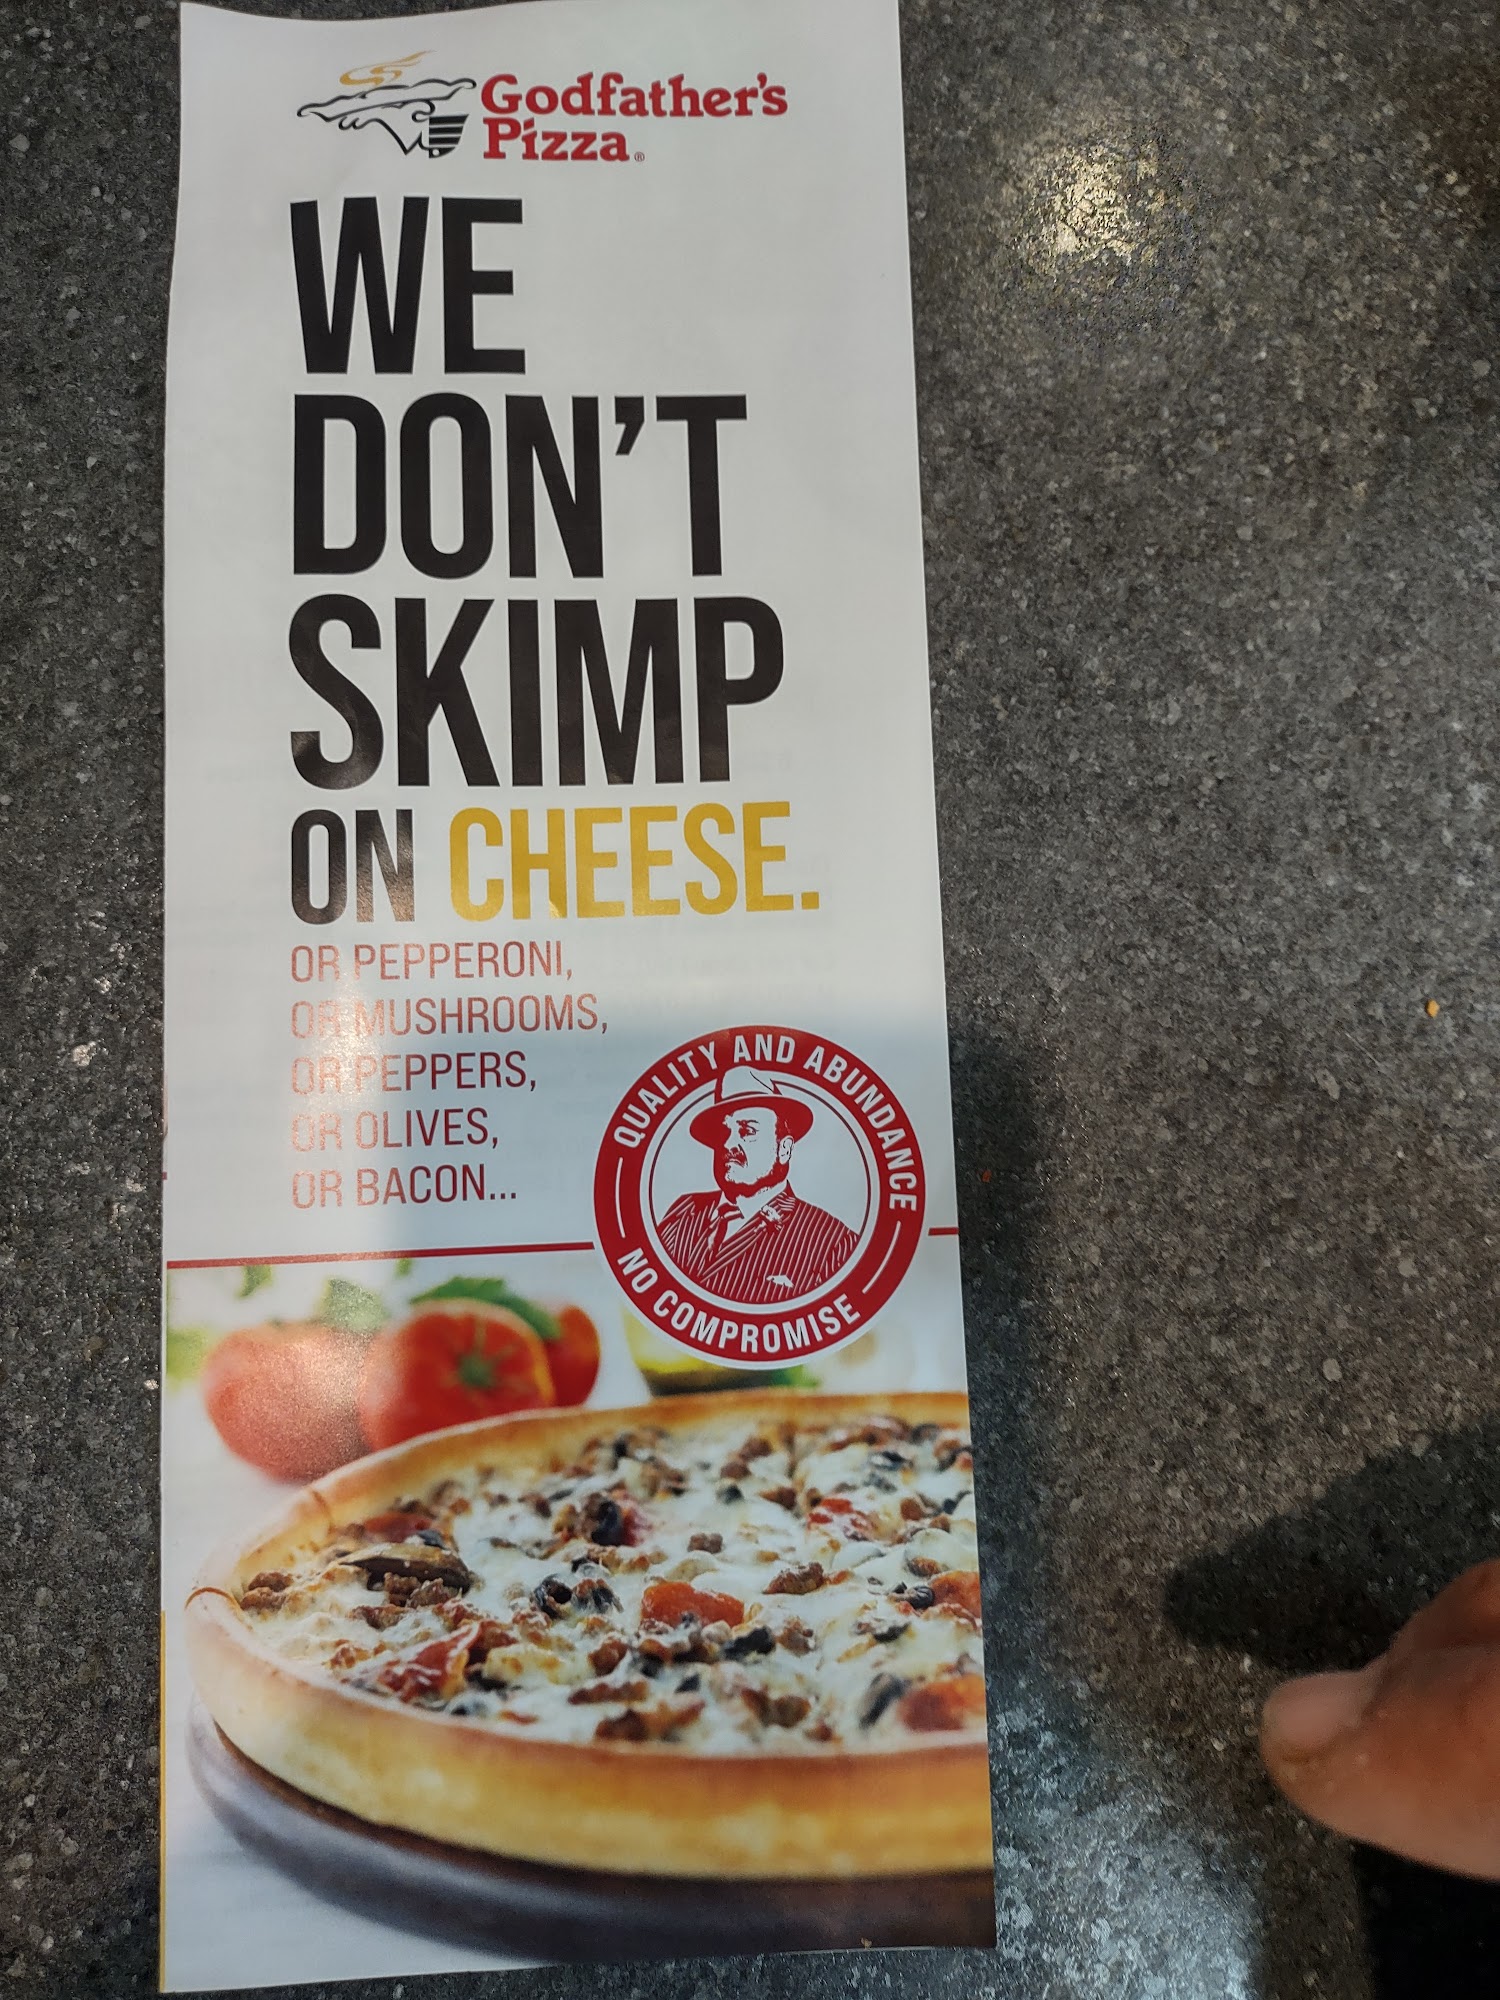 Godfather's
Pizza®
WE
DON'T
SKIMP
ON CHEESE.
OR PEPPERONI,
OR MUSHROOMS,
OR PEPPERS,
OR OLIVES,
OR BACON...
QUALITY AND ABUNDANCE
NO COMPROMISE